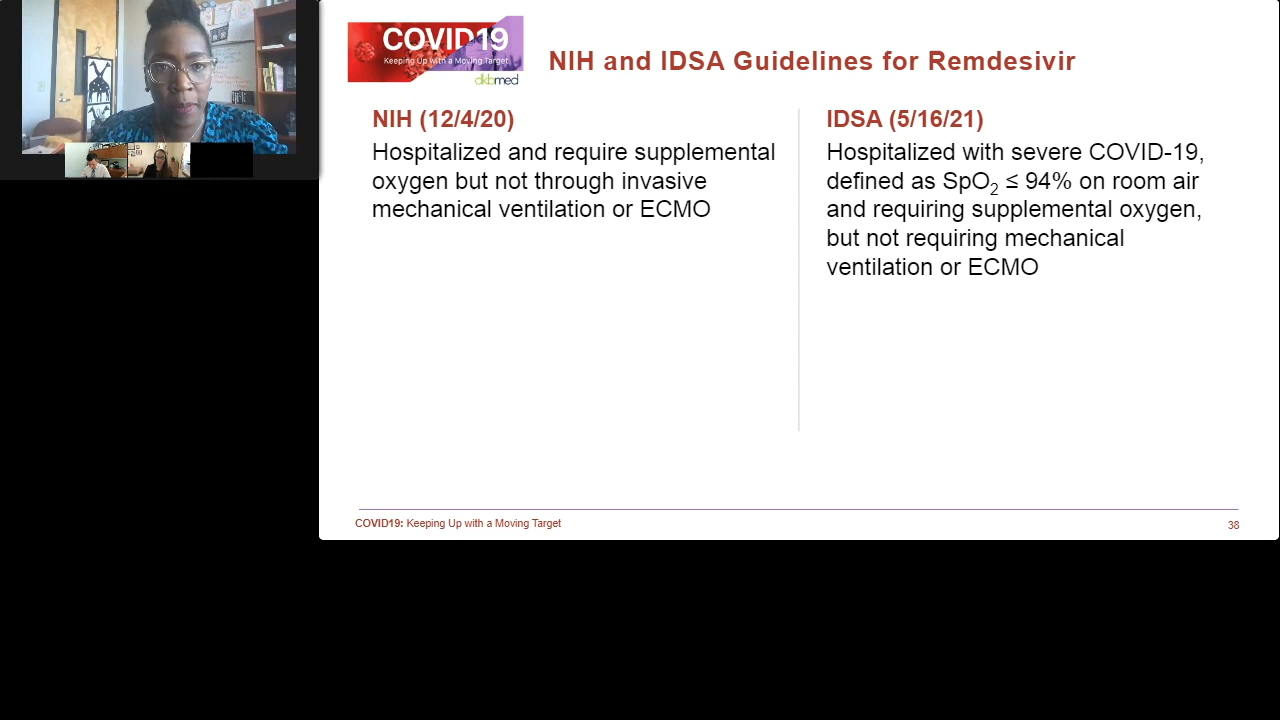 COVID19
Keeping Up with a Moving Target
dkbmed
NIH and IDSA Guidelines for Remdesivir
NIH (12/4/20)
Hospitalized and require supplemental
oxygen but not through invasive
mechanical ventilation or ECMO
IDSA (5/16/21)
Hospitalized with severe COVID-19,
defined as SpO₂ ≤ 94% on room air
and requiring supplemental oxygen,
but not requiring mechanical
ventilation or ECMO
COVID19: Keeping Up with a Moving Target
38